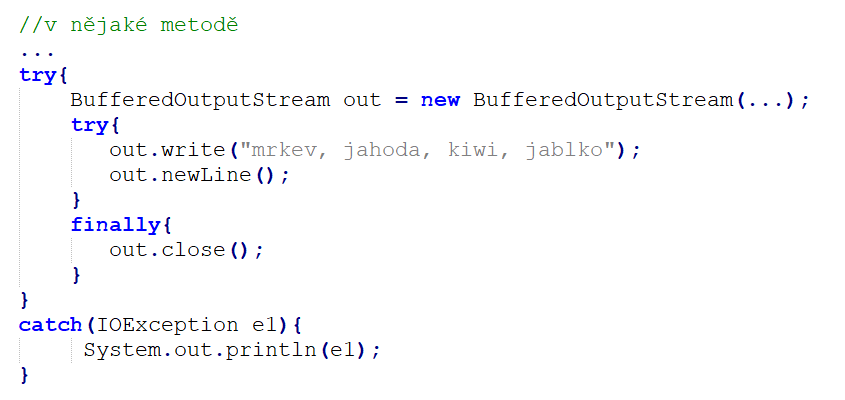 //v nějaké metodě
...
try{
BufferedOutputStream out = new BufferedOutputStream(...);
try{
out.write("mrkev, jahoda, kiwi, jablko");
out.newLine();
}
finally{
out.close();
}
}
catch(IOException e1){
System.out.println(e1);
}